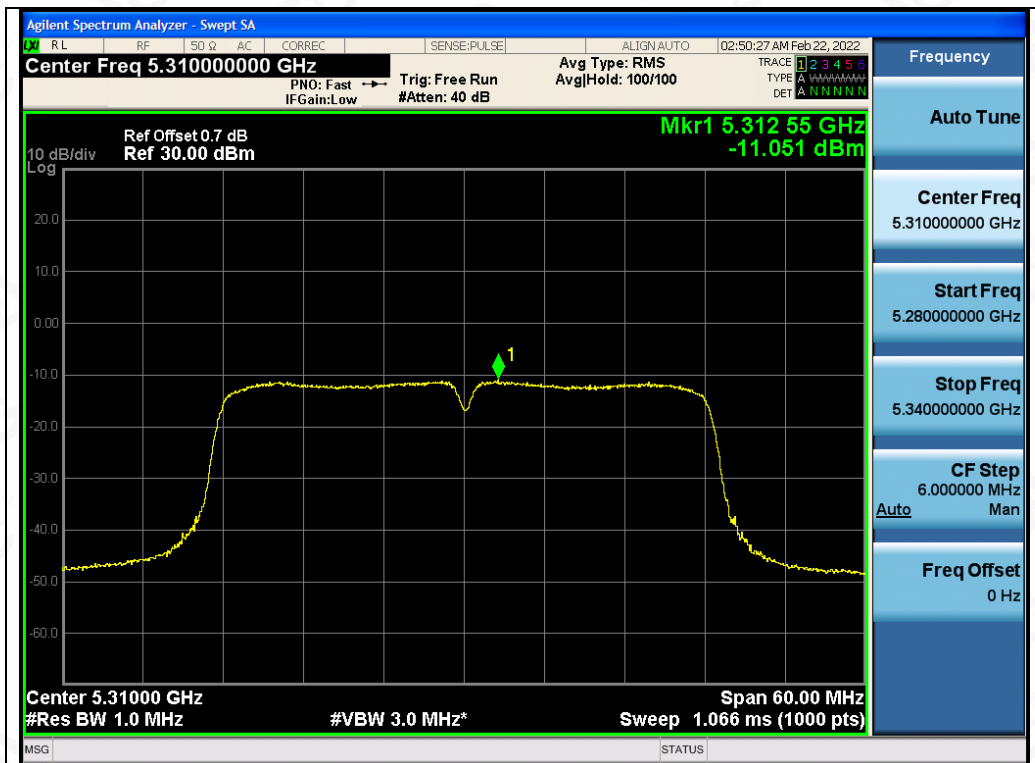 Agilent Spectrum Analyzer - Swept SA
LXI RL RF 50 Ω AC CORREC SENSE:PULSE ALIGN AUTO 02:50:27 AM Feb 22, 2022
Center Freq 5.310000000 GHz
PNO: Fast
IFGain:Low
Trig: Free Run
#Atten: 40 dB
Avg Type: RMS
Avg|Hold: 100/100
TRACE 1 2 3 4 5 6
TYPE A WWWWW
DET A N N N N N
Frequency
Auto Tune
Center Freq
5.310000000 GHz
Start Freq
5.280000000 GHz
Stop Freq
5.340000000 GHz
CF Step
6.000000 MHz
Auto Man
Freq Offset
0 Hz
Ref Offset 0.7 dB
10 dB/div Ref 30.00 dBm
Log
Mkr1 5.312 55 GHz
-11.051 dBm
20.0
10.0
0.00
-10.0
-20.0
-30.0
-40.0
-50.0
-60.0
1
Center 5.31000 GHz Span 60.00 MHz
#Res BW 1.0 MHz #VBW 3.0 MHz* Sweep 1.066 ms (1000 pts)
MSG STATUS